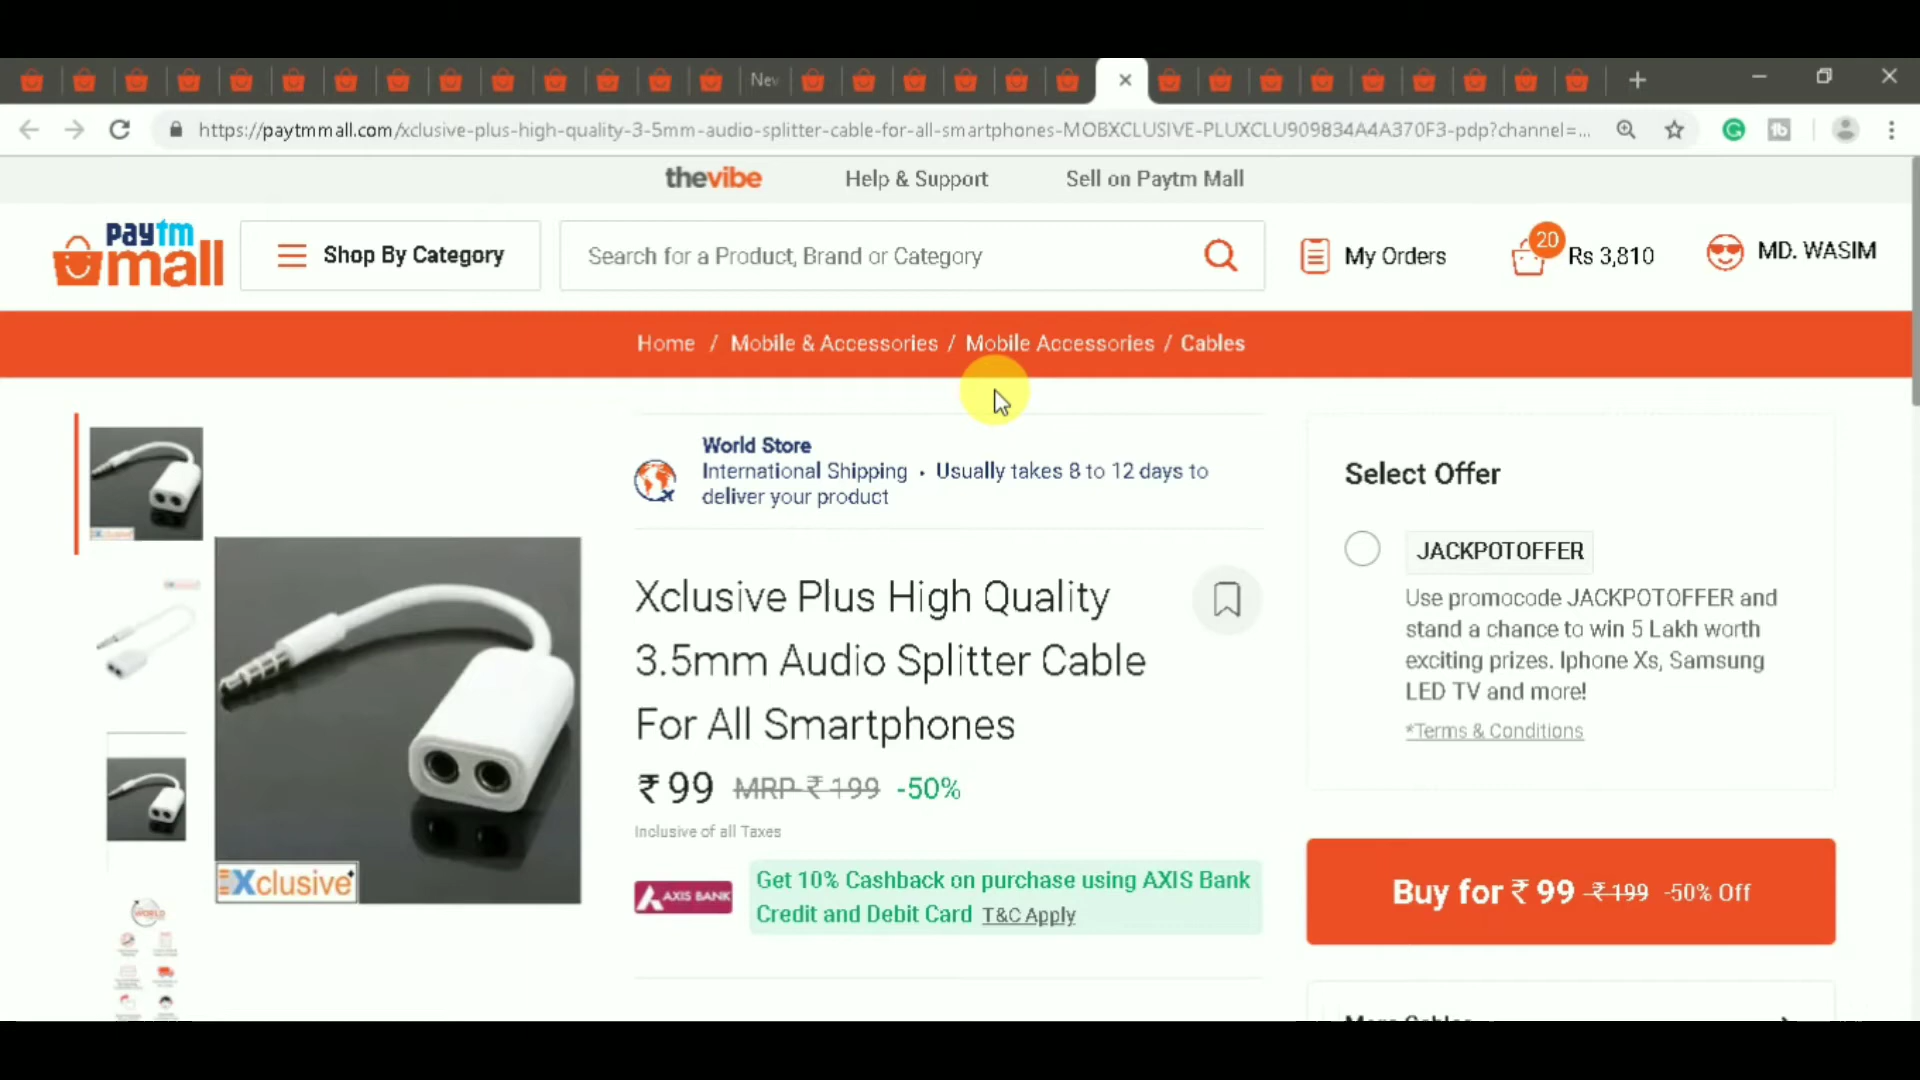 New
https://paytmmall.com/xclusive-plus-high-quality-3-5mm-audio-splitter-cable-for-all-smartphones-MOBXCLUSIVE-PLUXCLU909834A4A370F3-pdp?channel=...
thevibe
Help & Support
Sell on Paytm Mall
paytm
mall
Shop By Category
Search for a Product, Brand or Category
My Orders
20
Rs 3,810
MD. WASIM
Home / Mobile & Accessories / Mobile Accessories / Cables
World Store
International Shipping · Usually takes 8 to 12 days to
deliver your product
Xclusive Plus High Quality
3.5mm Audio Splitter Cable
For All Smartphones
₹ 99 MRP ₹ 199 -50%
Inclusive of all Taxes
AXIS BANK
Get 10% Cashback on purchase using AXIS Bank
Credit and Debit Card T&C Apply
Xclusive+
WORLD
Select Offer
JACKPOTOFFER
Use promocode JACKPOTOFFER and
stand a chance to win 5 Lakh worth
exciting prizes. Iphone Xs, Samsung
LED TV and more!
*Terms & Conditions
Buy for ₹ 99 ₹ 199 -50% Off
More Cables